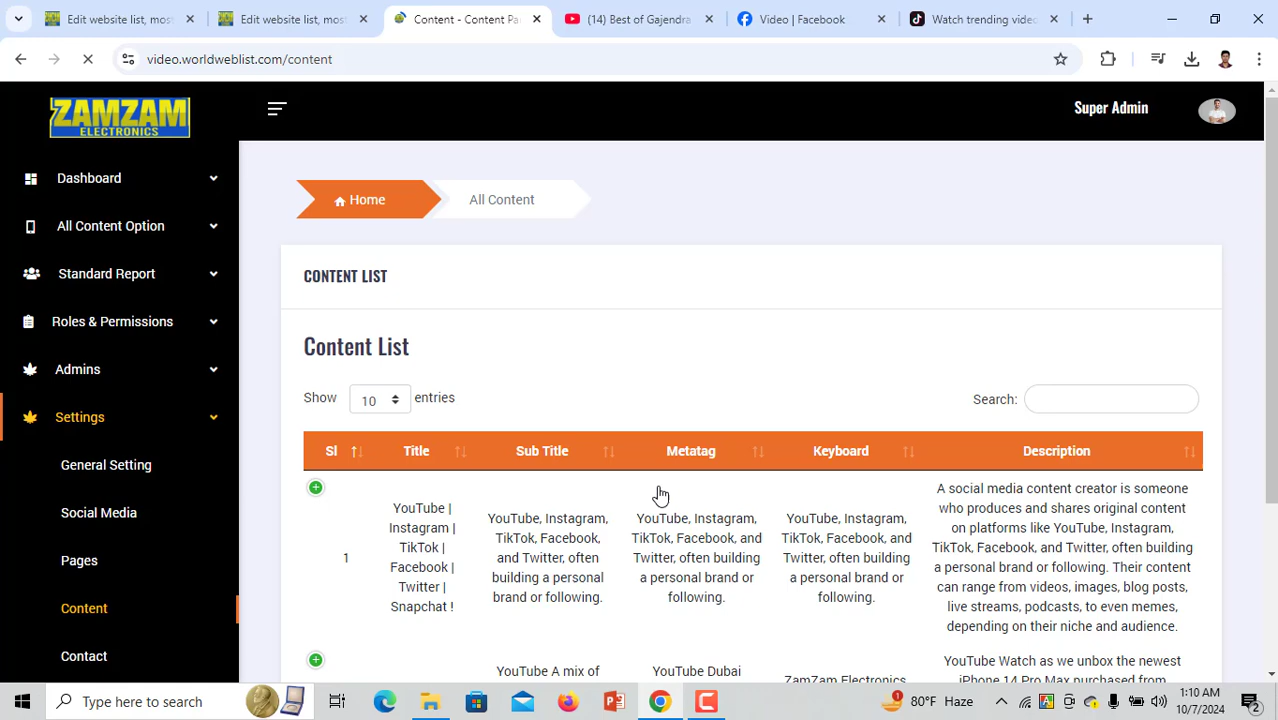 Edit website list, mos
Edit website list, mos
Content - Content Pa
(14) Best of Gajendra
Video | Facebook
Watch trending video
video.worldweblist.com/content
ZAMZAM
ELECTRONICS
Super Admin
Dashboard
All Content Option
Standard Report
Roles & Permissions
Admins
Settings
General Setting
Social Media
Pages
Content
Contact
Home
All Content
CONTENT LIST
Content List
Show 10 entries
Search:
Sl Title Sub Title Metatag Keyboard Description
1
YouTube |
Instagram |
TikTok |
Facebook |
Twitter |
Snapchat !
YouTube, Instagram,
TikTok, Facebook,
and Twitter, often
building a personal
brand or following.
YouTube, Instagram,
TikTok, Facebook, and
Twitter, often building
a personal brand or
following.
YouTube, Instagram,
TikTok, Facebook, and
Twitter, often building
a personal brand or
following.
A social media content creator is someone
who produces and shares original content
on platforms like YouTube, Instagram,
TikTok, Facebook, and Twitter, often building
a personal brand or following. Their content
can range from videos, images, blog posts,
live streams, podcasts, to even memes,
depending on their niche and audience.
YouTube A mix of
YouTube Dubai
ZamZam Electronics
YouTube Watch as we unbox the newest
iPhone 14 Pro Max purchased from
Type here to search
1
80°F Haze
1:10 AM
10/7/2024
2